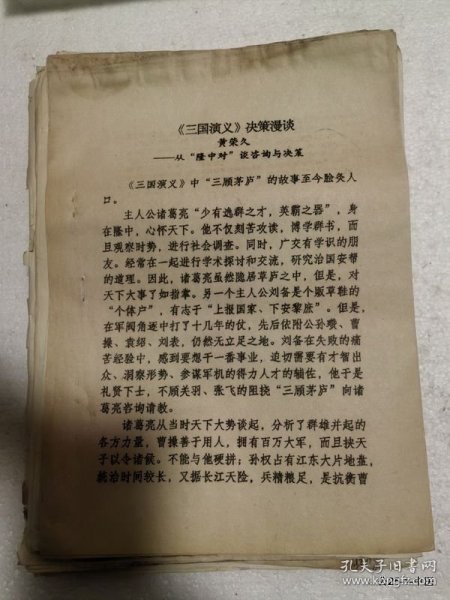 《三国演义》决策漫谈
黄荣久
——从“隆中对”谈咨询与决策
《三国演义》中“三顾茅庐”的故事至今脍炙人
口。
主人公诸葛亮“少有逸群之才，英霸之器”，身
在隆中，心怀天下。他不仅刻苦攻读，博学群书，而
且观察时势，进行社会调查。同时，广交有学识的朋
友。经常在一起进行学术探讨和交流，研究治国安帮
的道理。因此，诸葛亮虽然隐居草庐之中，但是，对
天下大事了如指掌。另一个主人公刘备是个贩草鞋的
“个体户”，有志于“上报国家、下安黎庶”。但是，
在军阀角逐中打了十几年的仗，先后依附公孙瓒、曹
操、袁绍、刘表，仍然无立足之地。刘备在失败的痛
苦经验中，感到要想干一番事业，迫切需要有才智出
众、洞察形势、参谋军机的得力人才的辅佐，他于是
礼贤下士，不顾关羽、张飞的阻挠“三顾茅庐”向诸
葛亮咨询请教。
诸葛亮从当时天下大势谈起，分析了群雄并起的
各方力量，曹操善于用人，拥有百万大军，而且挟天
子以令诸侯。不能与他硬拼；孙权占有江东大片地盘，
统治时间较长，又据长江天险，兵精粮足，是抗衡曹
孔夫子旧书网